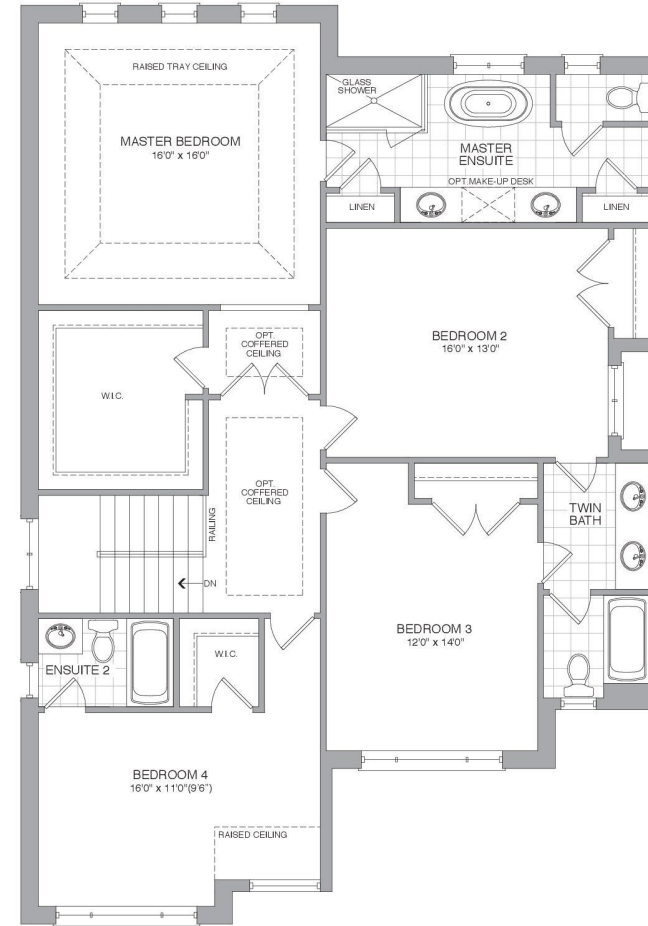 RAISED TRAY CEILING
MASTER BEDROOM
16'0" x 16'0"
GLASS
SHOWER
MASTER
ENSUITE
OPT.MAKE-UP DESK
LINEN
LINEN
BEDROOM 2
16'0" x 13'0"
OPT.
COFFERED
CEILING
W.I.C.
OPT.
COFFERED
CEILING
RAILING
DN
TWIN
BATH
BEDROOM 3
12'0" x 14'0"
ENSUITE 2
W.I.C.
BEDROOM 4
16'0" x 11'0"(9'6")
RAISED CEILING